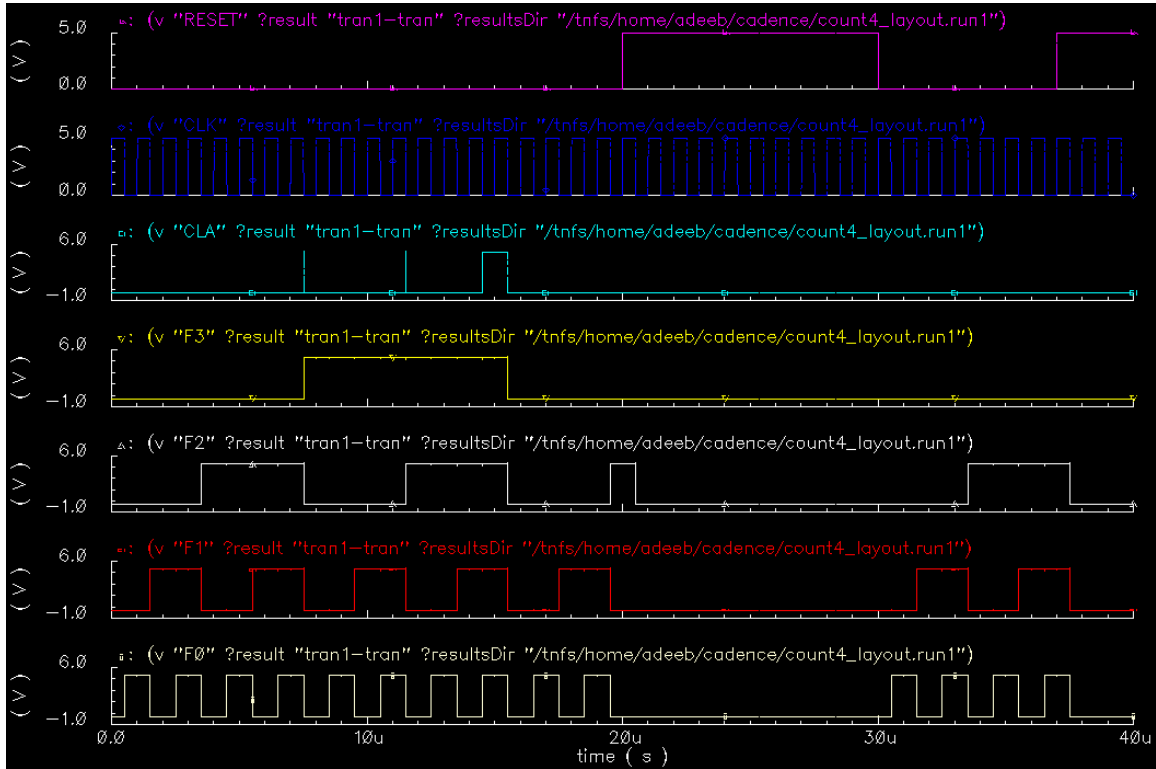 : (v "RESET" ?result "tran1-tran" ?resultsDir "/tnfs/home/adeeb/cadence/count4_layout.run1")
5.0
(V)
0.0
: (v "CLK" ?result "tran1-tran" ?resultsDir "/tnfs/home/adeeb/cadence/count4_layout.run1")
5.0
(V)
0.0
: (v "CLA" ?result "tran1-tran" ?resultsDir "/tnfs/home/adeeb/cadence/count4_layout.run1")
6.0
(V)
-1.0
: (v "F3" ?result "tran1-tran" ?resultsDir "/tnfs/home/adeeb/cadence/count4_layout.run1")
6.0
(V)
-1.0
: (v "F2" ?result "tran1-tran" ?resultsDir "/tnfs/home/adeeb/cadence/count4_layout.run1")
6.0
(V)
-1.0
: (v "F1" ?result "tran1-tran" ?resultsDir "/tnfs/home/adeeb/cadence/count4_layout.run1")
6.0
(V)
-1.0
: (v "F0" ?result "tran1-tran" ?resultsDir "/tnfs/home/adeeb/cadence/count4_layout.run1")
6.0
(V)
-1.0
0.0 10u 20u 30u 40u
time ( s )